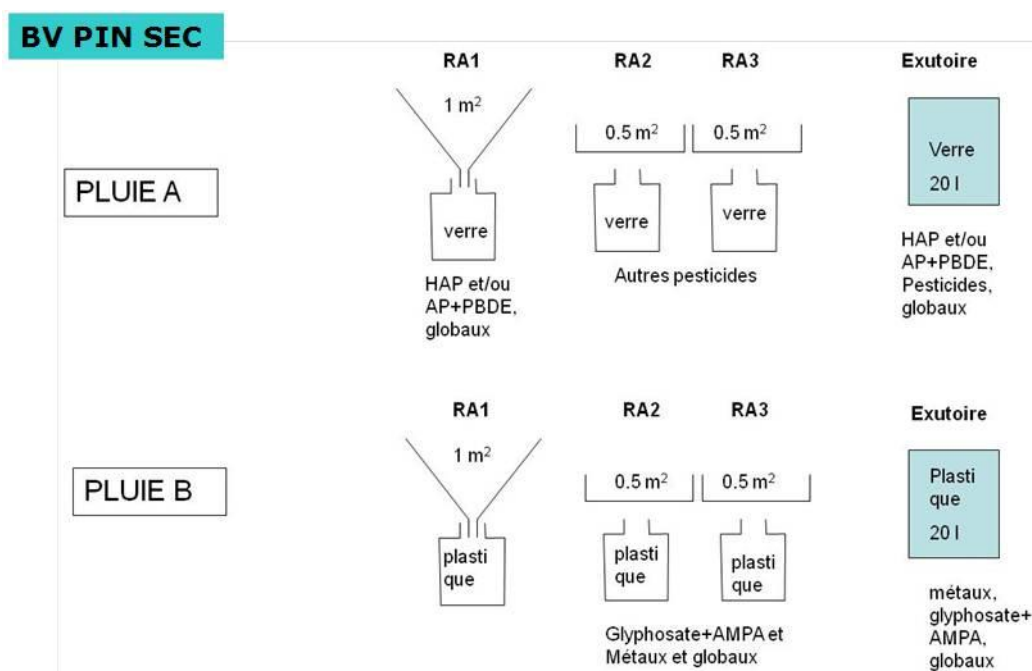 BV PIN SEC
RA1 RA2 RA3 Exutoire
1 m²
0.5 m² 0.5 m²
PLUIE A
Verre
20 l
verre verre verre
HAP et/ou
AP+PBDE,
globaux
Autres pesticides
HAP et/ou
AP+PBDE,
Pesticides,
globaux
RA1 RA2 RA3 Exutoire
1 m²
0.5 m² 0.5 m²
PLUIE B
Plasti
que
20 l
plasti
que
plasti
que
plasti
que
Glyphosate+AMPA et
Métaux et globaux
métaux,
glyphosate+
AMPA,
globaux